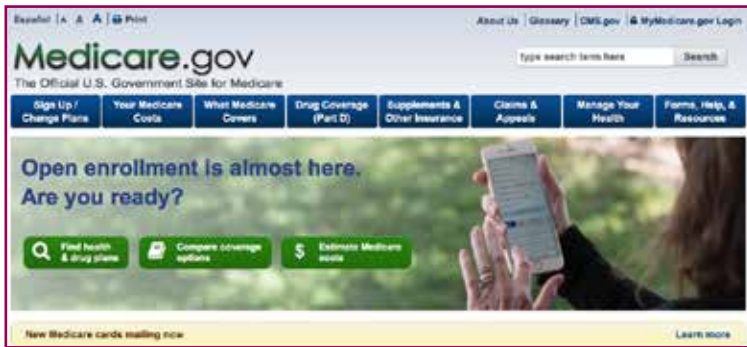 Español | A A A | Print
About Us | Glossary | CMS.gov | MyMedicare.gov Login
Medicare.gov
type search term here
Search
The Official U.S. Government Site for Medicare
Sign Up / Change Plans
Your Medicare Costs
What Medicare Covers
Drug Coverage (Part D)
Supplements & Other Insurance
Claims & Appeals
Manage Your Health
Forms, Help, & Resources
Open enrollment is almost here.
Are you ready?
Find health & drug plans
Compare coverage options
$ Estimate Medicare costs
New Medicare cards mailing now
Learn more